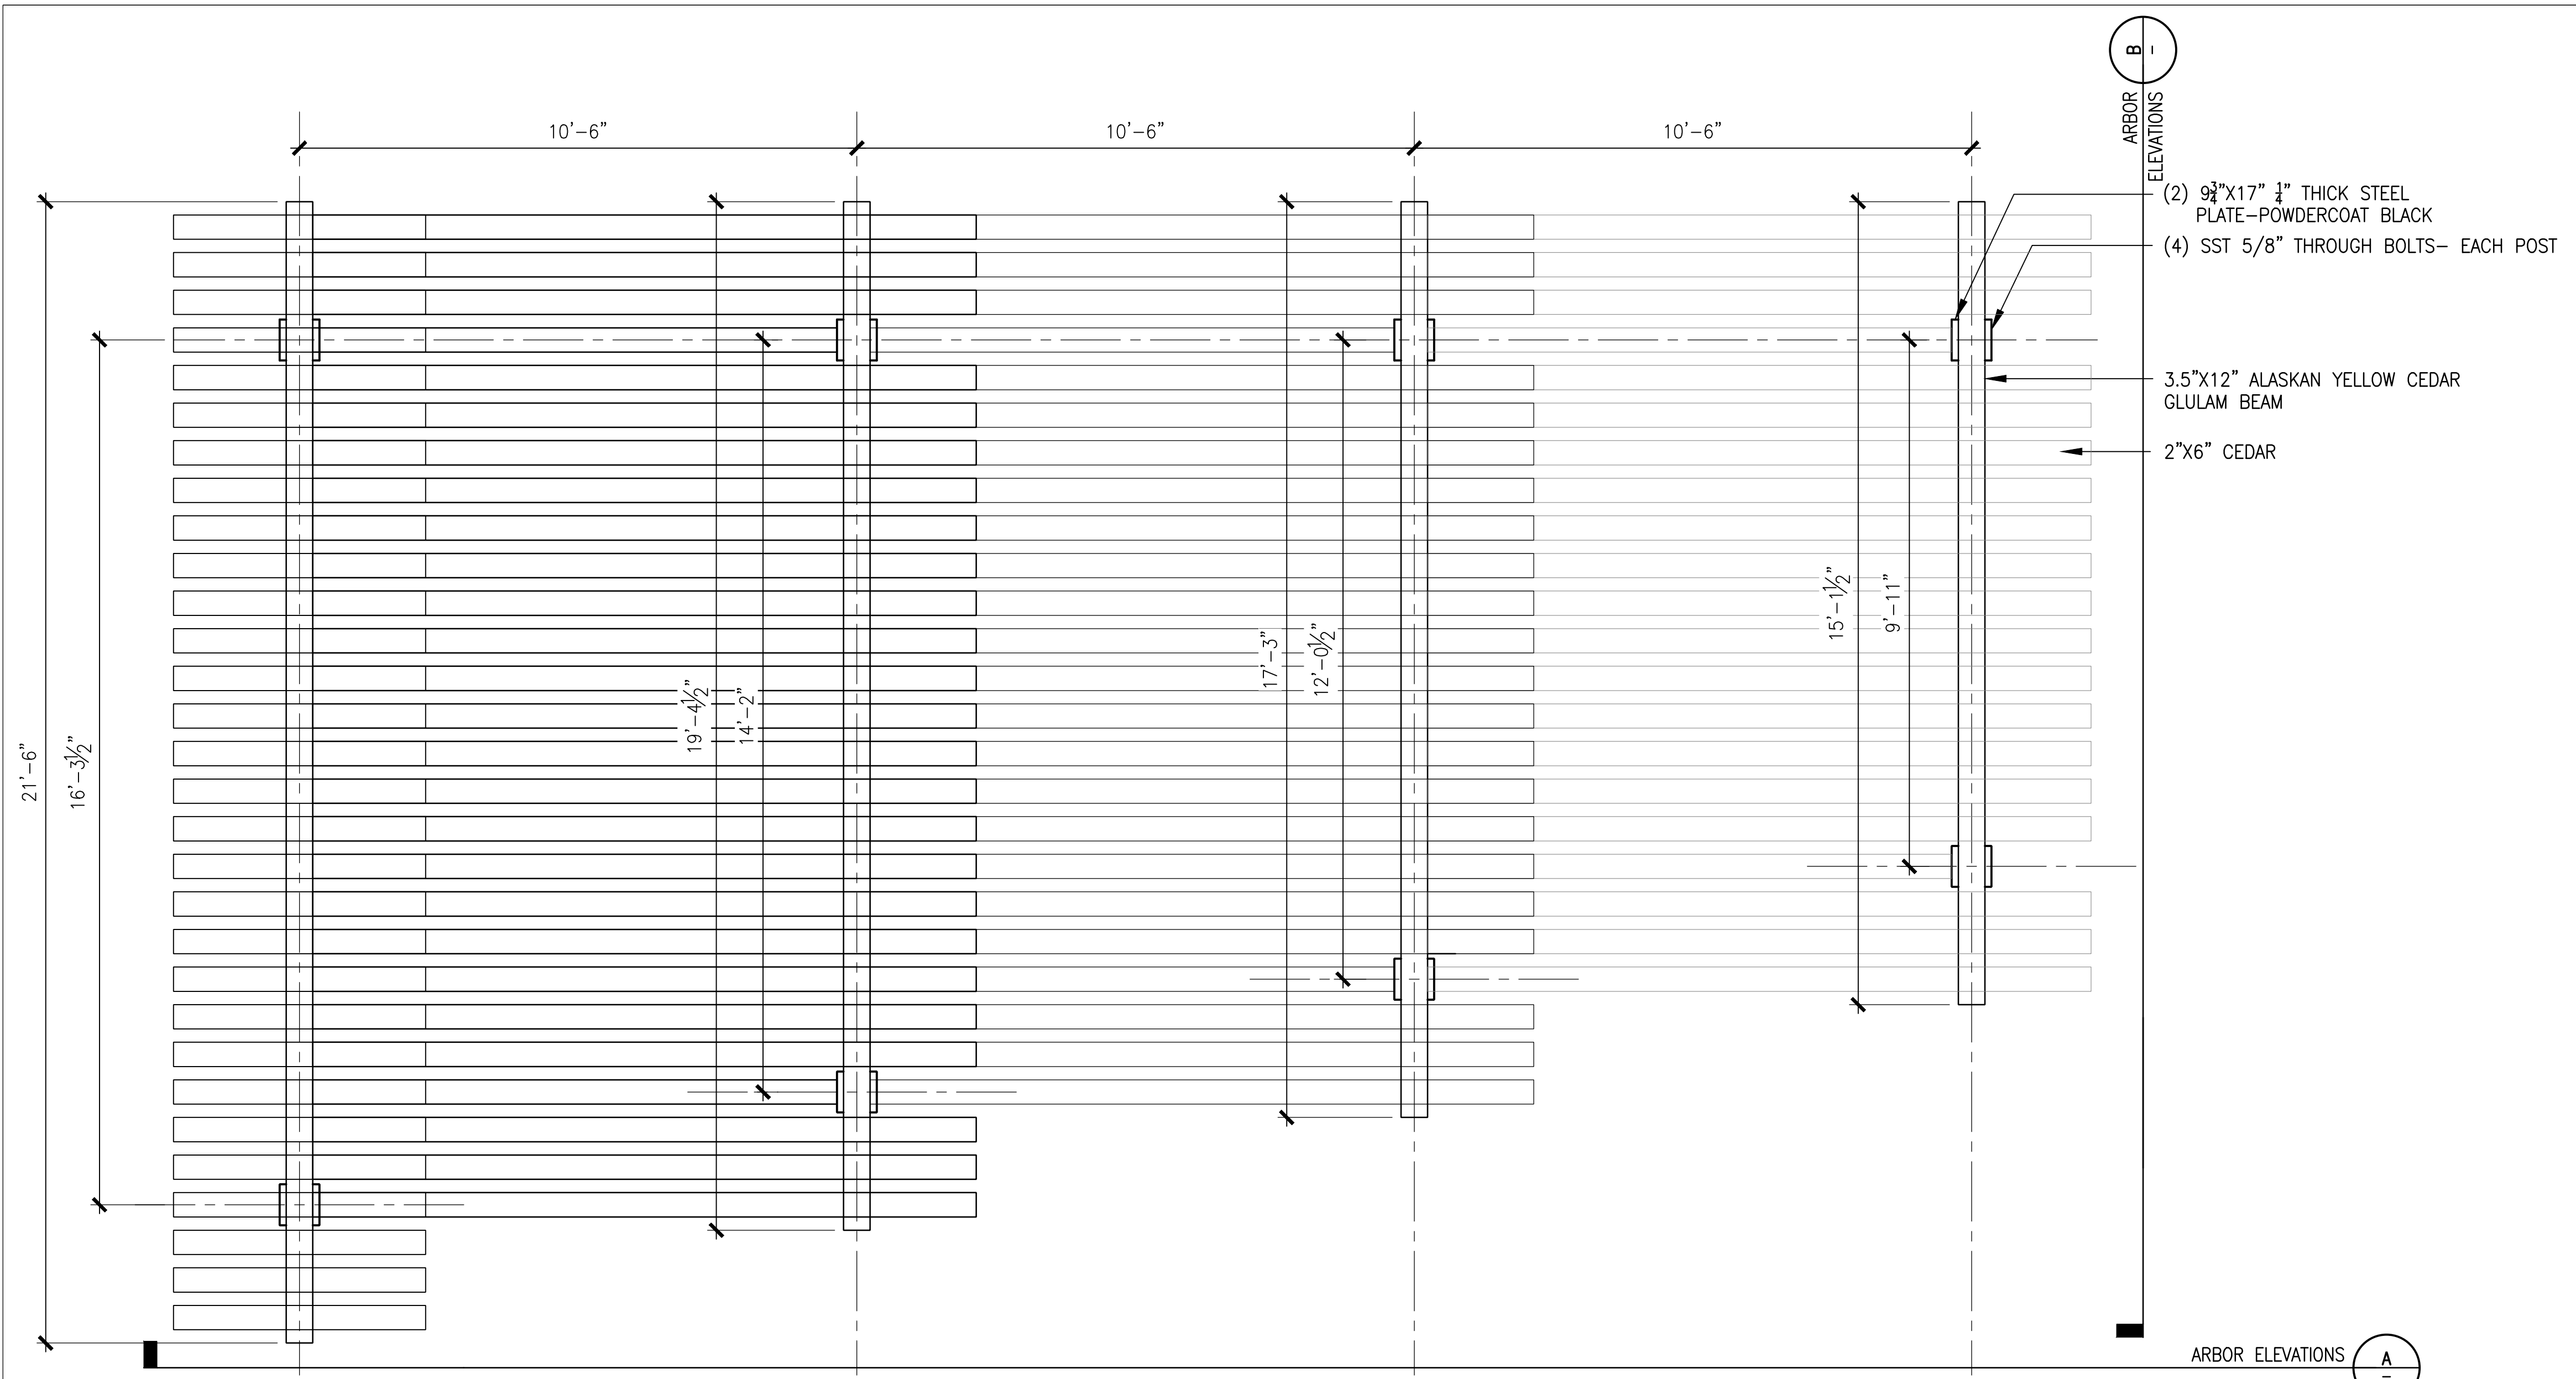 B
-
ARBOR
ELEVATIONS
10'-6"
10'-6"
10'-6"
(2) 9¾"X17" ¼" THICK STEEL
PLATE-POWDERCOAT BLACK
(4) SST 5/8" THROUGH BOLTS- EACH POST
3.5"X12" ALASKAN YELLOW CEDAR
GLULAM BEAM
2"X6" CEDAR
21'-6"
16'-3½"
19'-4½"
14'-2"
17'-3"
12'-0½"
15'-1½"
9'-11"
ARBOR ELEVATIONS
A
-